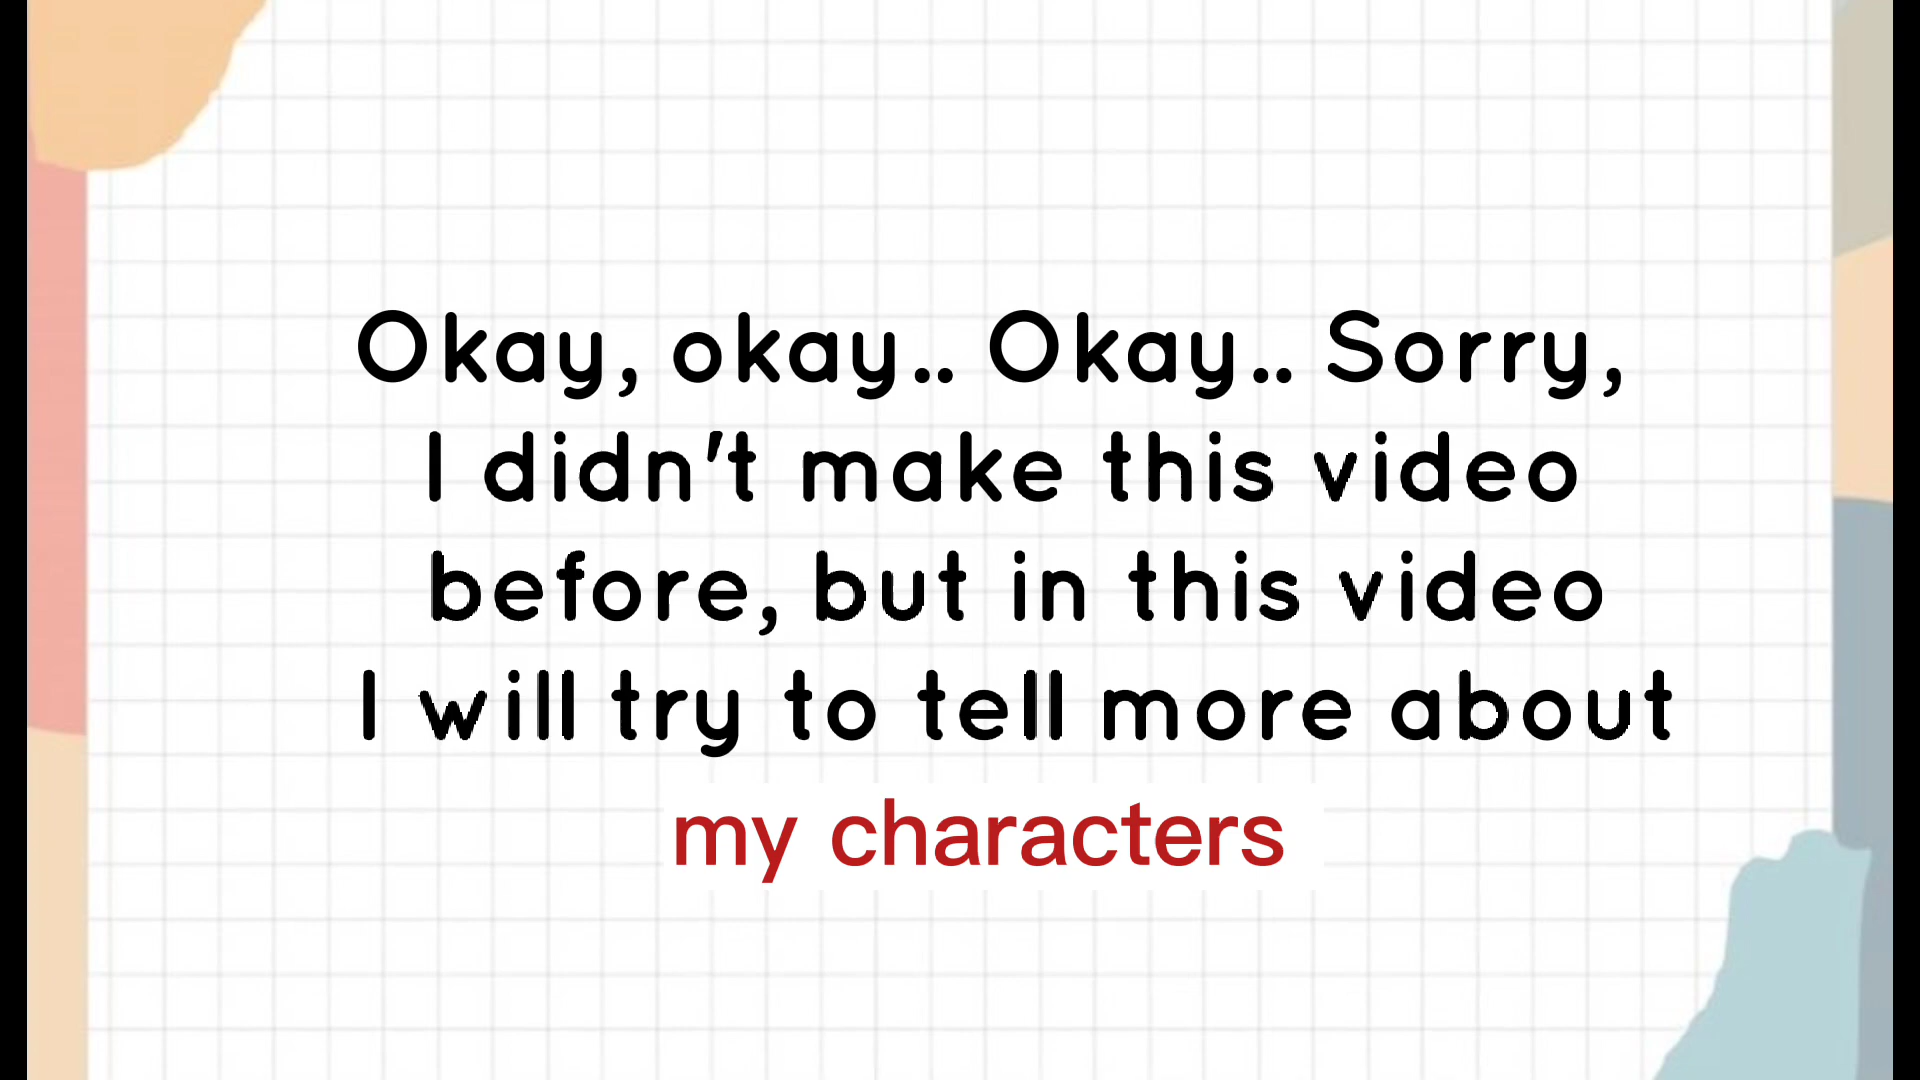 Okay, okay.. Okay.. Sorry,
I didn't make this video
before, but in this video
I will try to tell more about
my characters